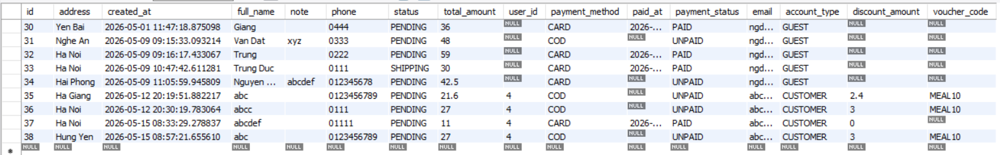 id address created_at full_name note phone status total_amount user_id payment_method paid_at payment_status email account_type discount_amount voucher_code
30 Yen Bai 2026-05-01 11:47:18.875098 Giang 0444 PENDING 36 NULL CARD 2026-... PAID ngd... GUEST NULL NULL
31 Nghe An 2026-05-09 09:15:33.093214 Van Dat xyz 0333 PENDING 48 NULL COD NULL UNPAID ngd... GUEST NULL NULL
32 Ha Noi 2026-05-09 09:16:17.433067 Trung 0222 PENDING 59 NULL CARD 2026-... PAID ngd... GUEST NULL NULL
33 Ha Noi 2026-05-09 10:47:42.611281 Trung Duc 0111 SHIPPING 30 NULL CARD 2026-... PAID ngd... GUEST NULL NULL
34 Hai Phong 2026-05-09 11:05:59.945809 Nguyen ... abcdef 012345678 PENDING 42.5 NULL CARD NULL UNPAID ngd... GUEST NULL NULL
35 Ha Giang 2026-05-12 20:19:51.882217 abc 0123456789 PENDING 21.6 4 COD NULL UNPAID abc... CUSTOMER 2.4 MEAL10
36 Ha Noi 2026-05-12 20:30:19.783064 abcc 0111 PENDING 27 4 COD NULL UNPAID abc... CUSTOMER 3 MEAL10
37 Ha Noi 2026-05-15 08:33:29.278837 abcdef 01111 PENDING 11 4 CARD 2026-... PAID abc... CUSTOMER 0 NULL
38 Hung Yen 2026-05-15 08:57:21.655610 abc 0123456789 PENDING 27 4 COD NULL UNPAID abc... CUSTOMER 3 MEAL10
NULL NULL NULL NULL NULL NULL NULL NULL NULL NULL NULL NULL NULL NULL NULL NULL